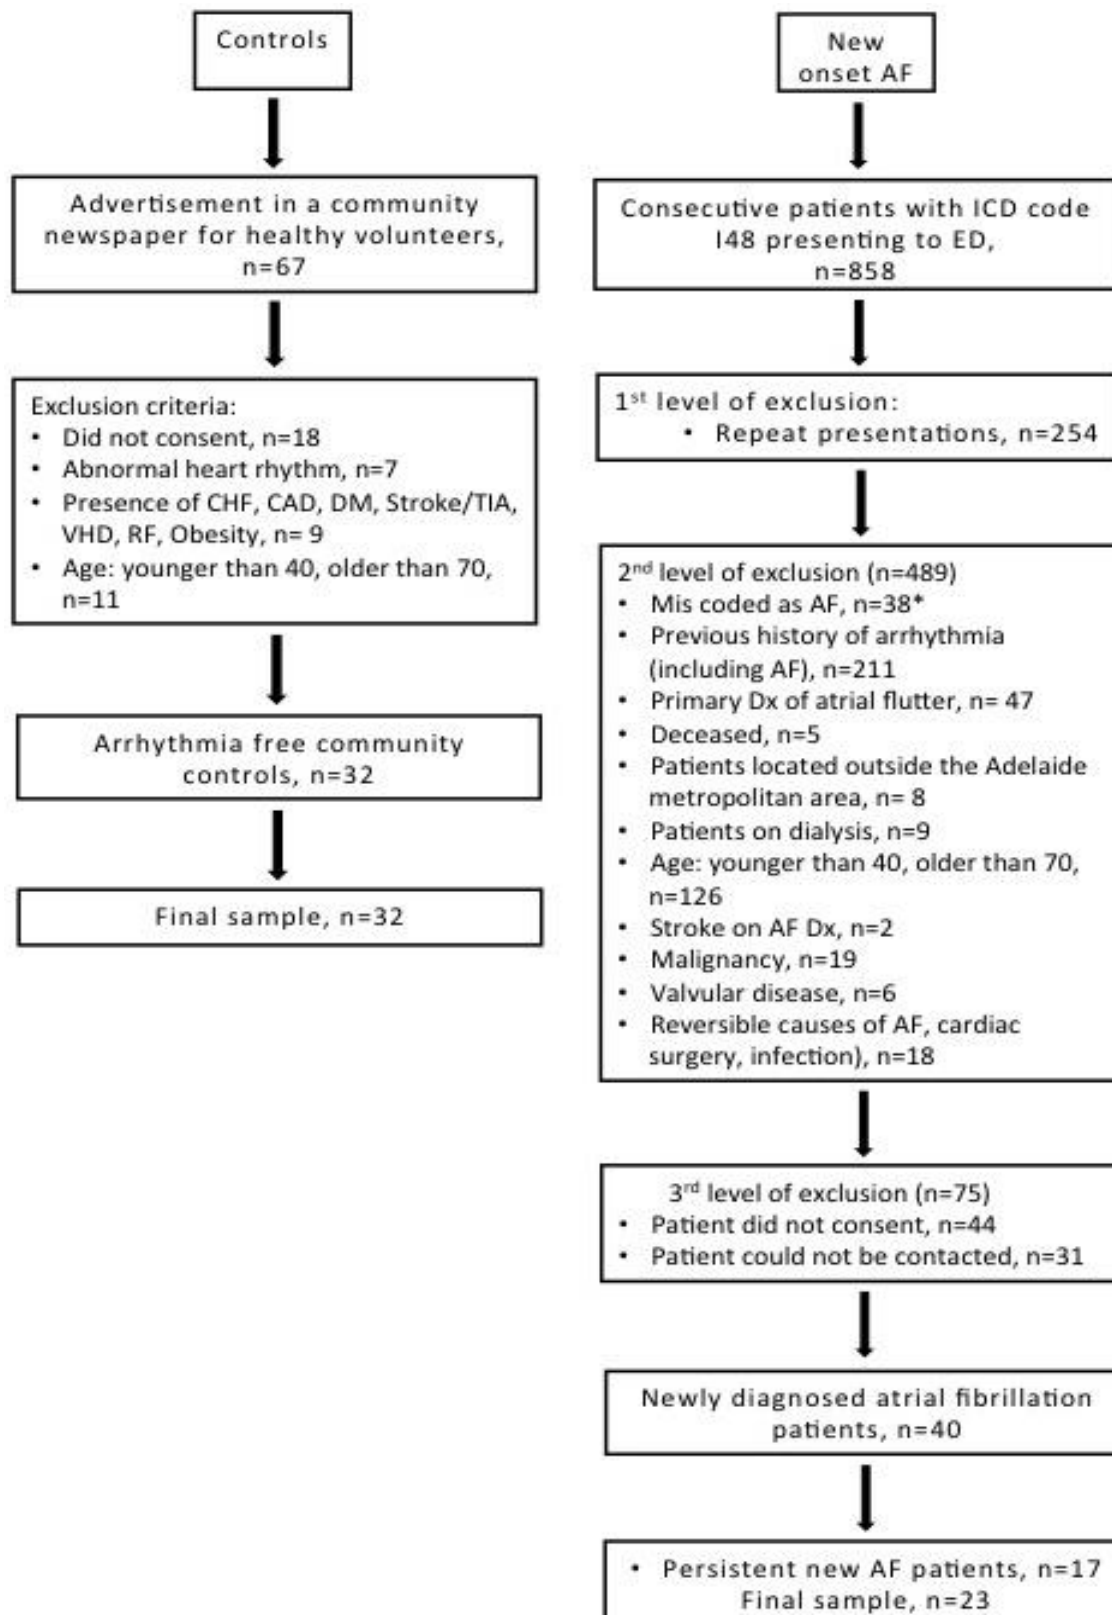 Controls
Advertisement in a community
newspaper for healthy volunteers,
n=67
Exclusion criteria:
• Did not consent, n=18
• Abnormal heart rhythm, n=7
• Presence of CHF, CAD, DM, Stroke/TIA,
VHD, RF, Obesity, n= 9
• Age: younger than 40, older than 70,
n=11
Arrhythmia free community
controls, n=32
Final sample, n=32
New
onset AF
Consecutive patients with ICD code
I48 presenting to ED,
n=858
1st level of exclusion:
• Repeat presentations, n=254
2nd level of exclusion (n=489)
• Mis coded as AF, n=38*
• Previous history of arrhythmia
(including AF), n=211
• Primary Dx of atrial flutter, n= 47
• Deceased, n=5
• Patients located outside the Adelaide
metropolitan area, n= 8
• Patients on dialysis, n=9
• Age: younger than 40, older than 70,
n=126
• Stroke on AF Dx, n=2
• Malignancy, n=19
• Valvular disease, n=6
• Reversible causes of AF, cardiac
surgery, infection), n=18
3rd level of exclusion (n=75)
• Patient did not consent, n=44
• Patient could not be contacted, n=31
Newly diagnosed atrial fibrillation
patients, n=40
• Persistent new AF patients, n=17
Final sample, n=23